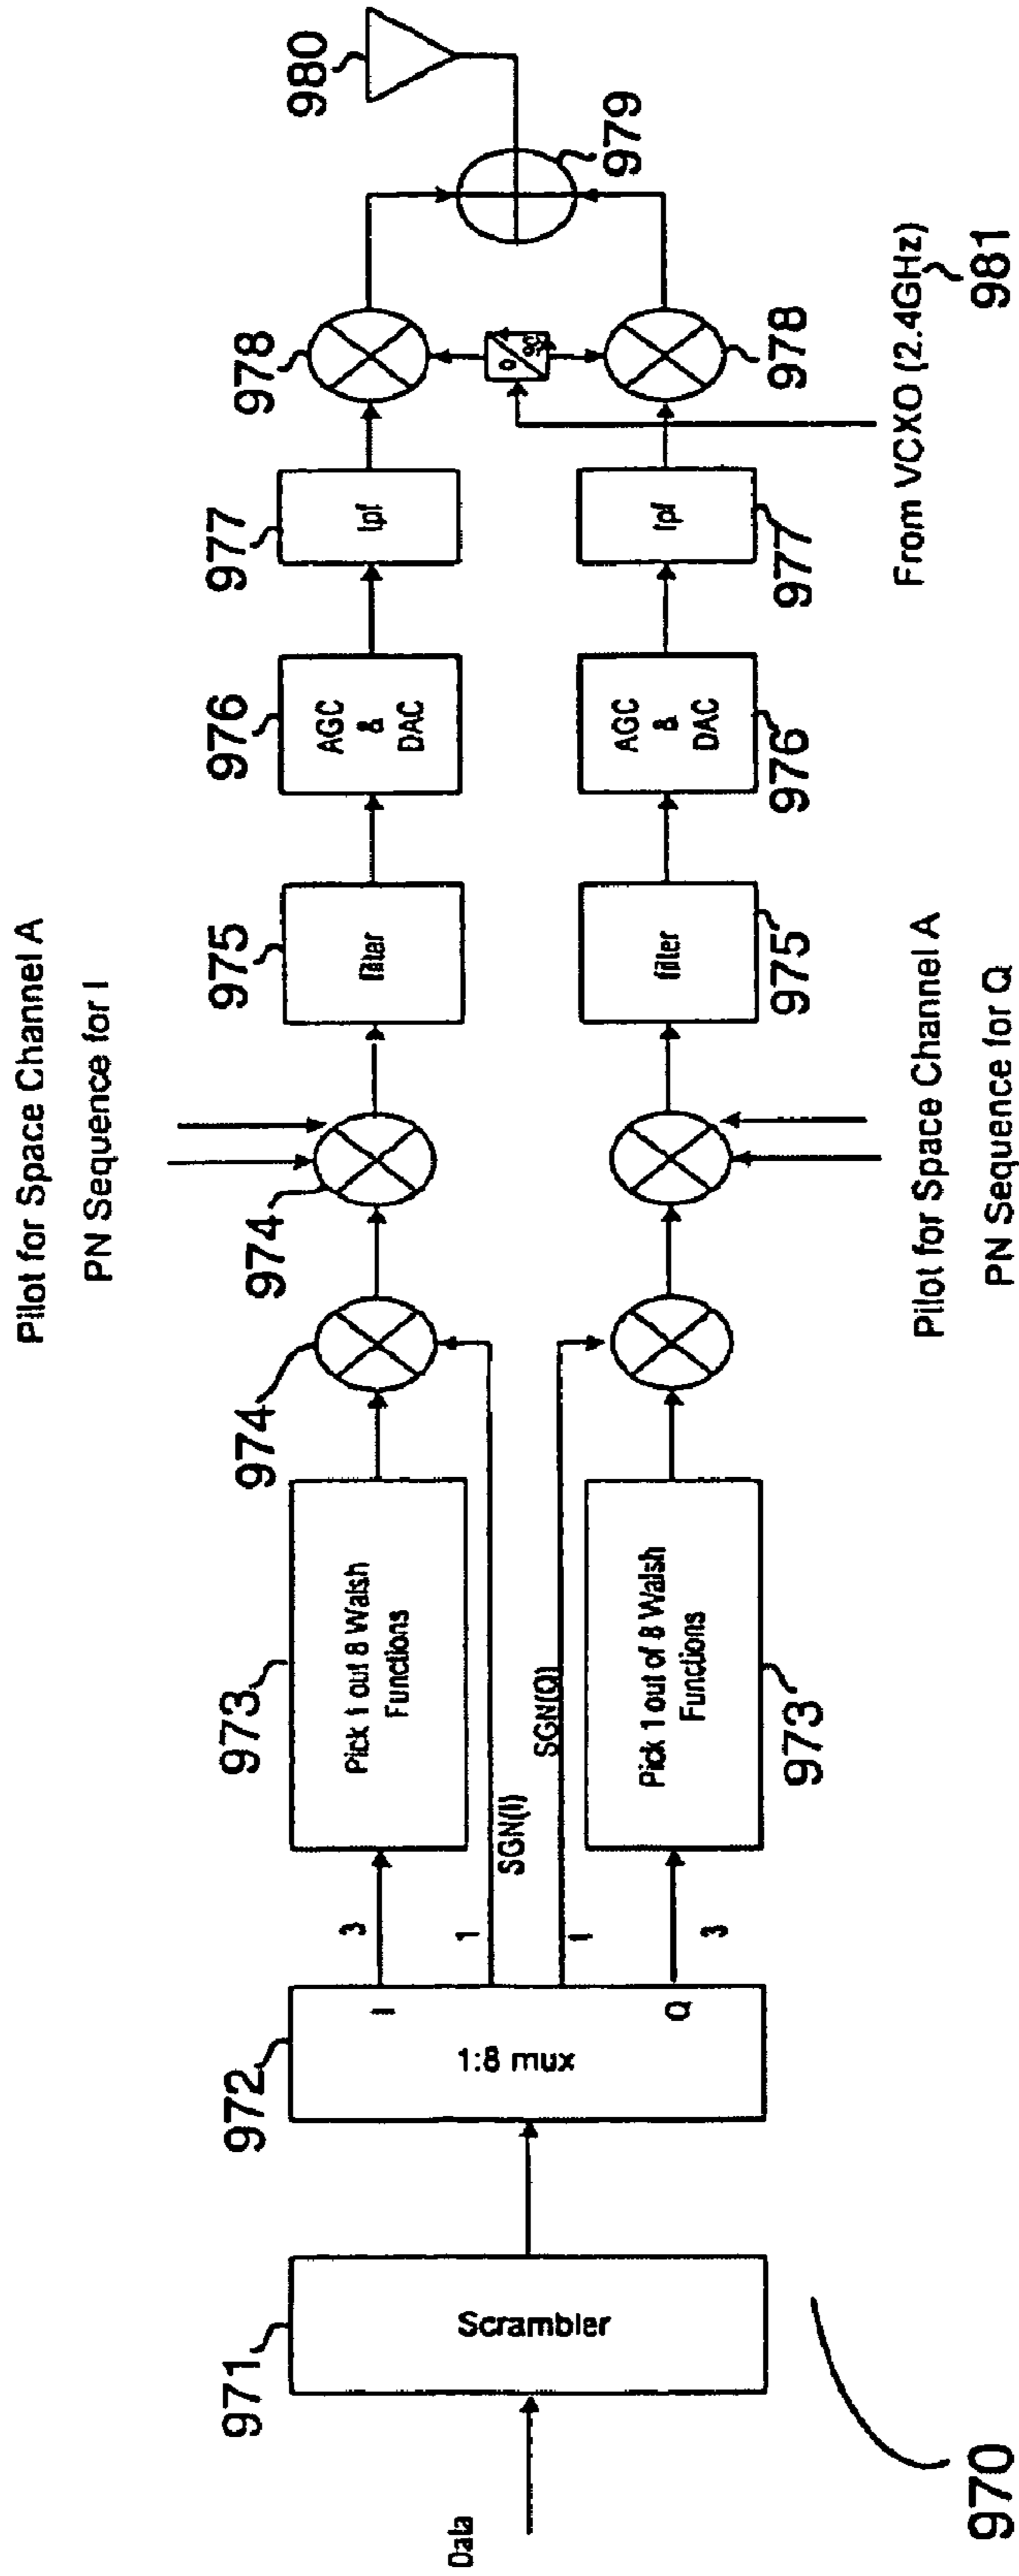 Pilot for Space Channel A
PN Sequence for I
Data
971
Scrambler
972
1:8 mux
I
Q
3
1
1
3
SGN(I)
SGN(Q)
973
Pick 1 out 8 Walsh
Functions
Pick 1 out of 8 Walsh
Functions
973
974
974
975
filter
filter
975
976
AGC
&
DAC
AGC
&
DAC
976
977
lpf
lpf
977
978
0
90
978
979
980
From VCXO (2.4GHz)
981
Pilot for Space Channel A
PN Sequence for Q
970